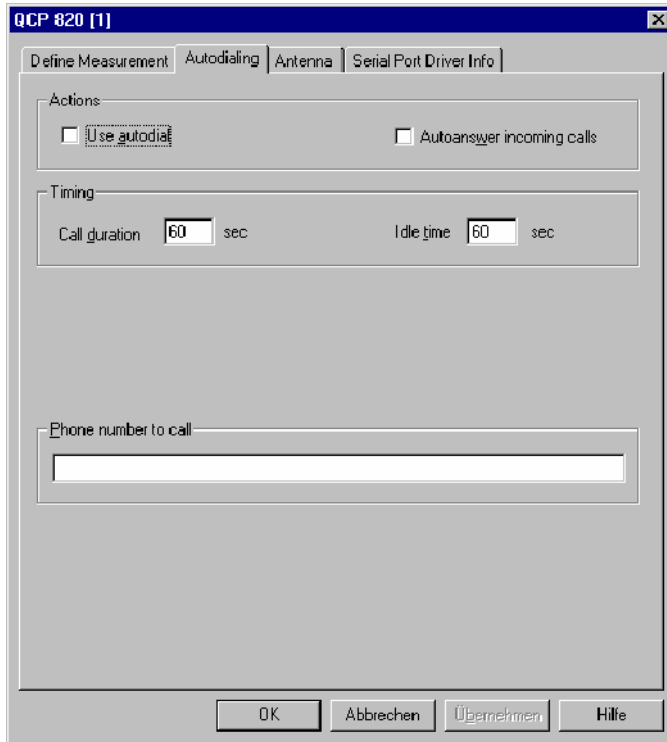 QCP 820 [1]
Define Measurement Autodialing Antenna Serial Port Driver Info
Actions
Use autodial Autoanswer incoming calls
Timing
Call duration 60 sec Idle time 60 sec
Phone number to call
OK Abbrechen Übernehmen Hilfe